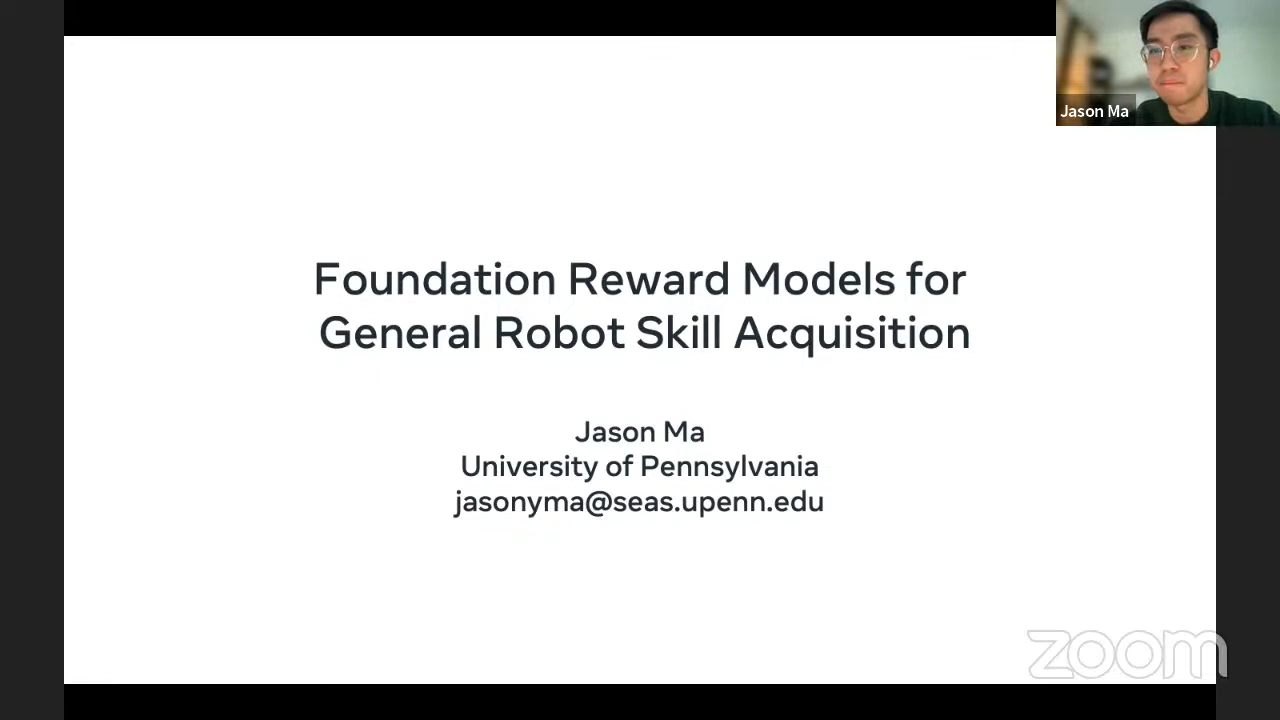 Jason Ma
Foundation Reward Models for
General Robot Skill Acquisition
Jason Ma
University of Pennsylvania
jasonyma@seas.upenn.edu
zoom